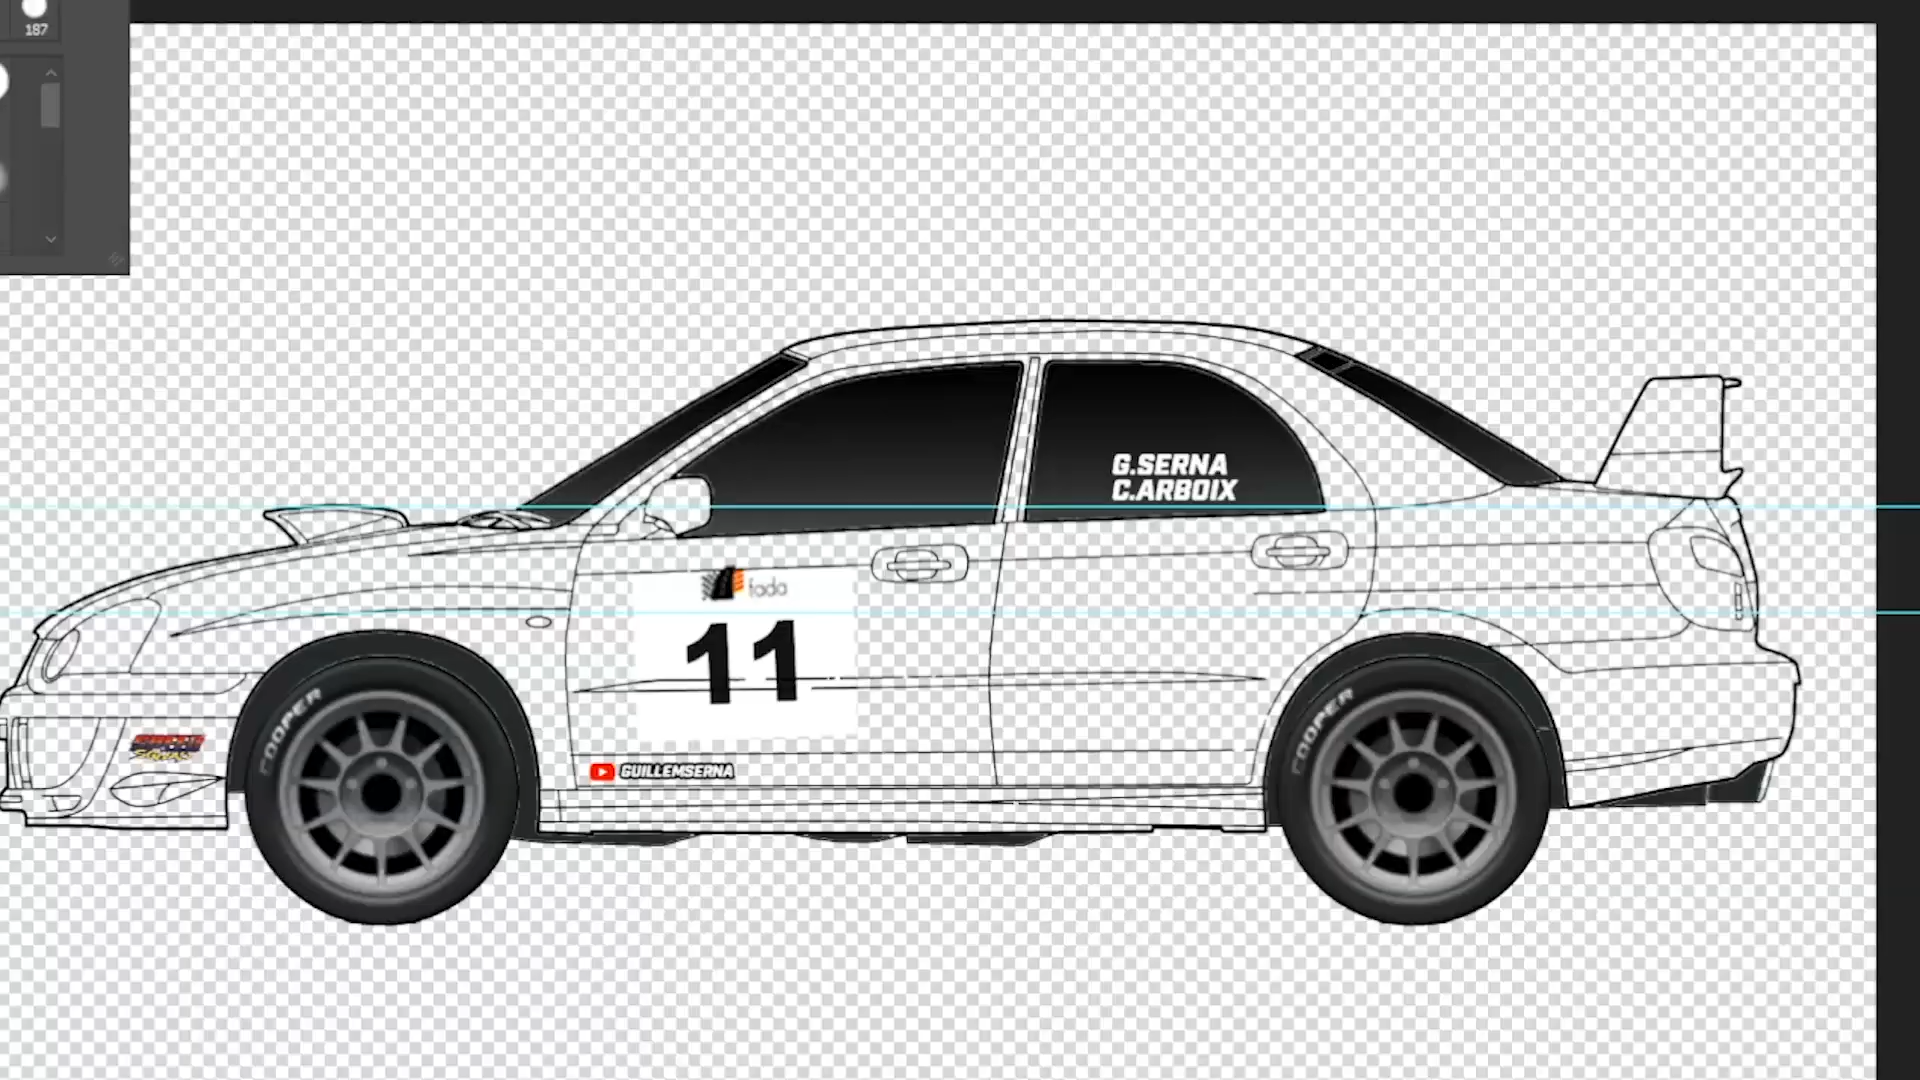 187
G.SERNA
C.ARBOIX
fada
11
COOPER
COOPER
GUILLEMSERNA